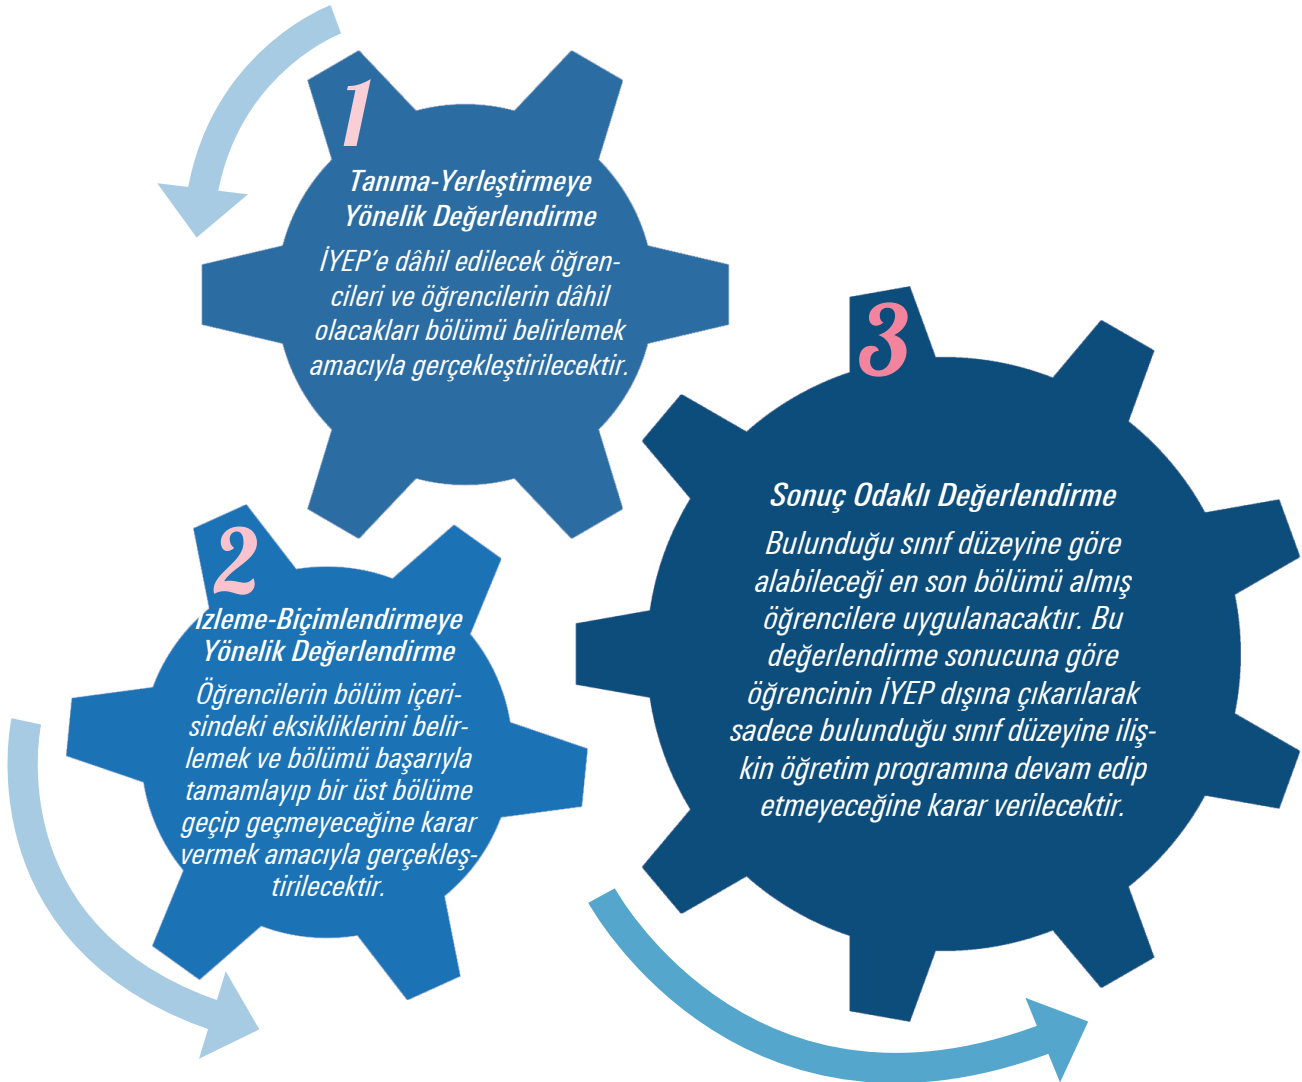 1
Tanıma-Yerleştirmeye
Yönelik Değerlendirme
İYEP’e dâhil edilecek öğren-
cileri ve öğrencilerin dâhil
olacakları bölümü belirlemek
amacıyla gerçekleştirilecektir.
2
İzleme-Biçimlendirmeye
Yönelik Değerlendirme
Öğrencilerin bölüm içeri-
sindeki eksikliklerini belir-
lemek ve bölümü başarıyla
tamamlayıp bir üst bölüme
geçip geçmeyeceğine karar
vermek amacıyla gerçekleş-
tirilecektir.
3
Sonuç Odaklı Değerlendirme
Bulunduğu sınıf düzeyine göre
alabileceği en son bölümü almış
öğrencilere uygulanacaktır. Bu
değerlendirme sonucuna göre
öğrencinin İYEP dışına çıkarılarak
sadece bulunduğu sınıf düzeyine iliş-
kin öğretim programına devam edip
etmeyeceğine karar verilecektir.